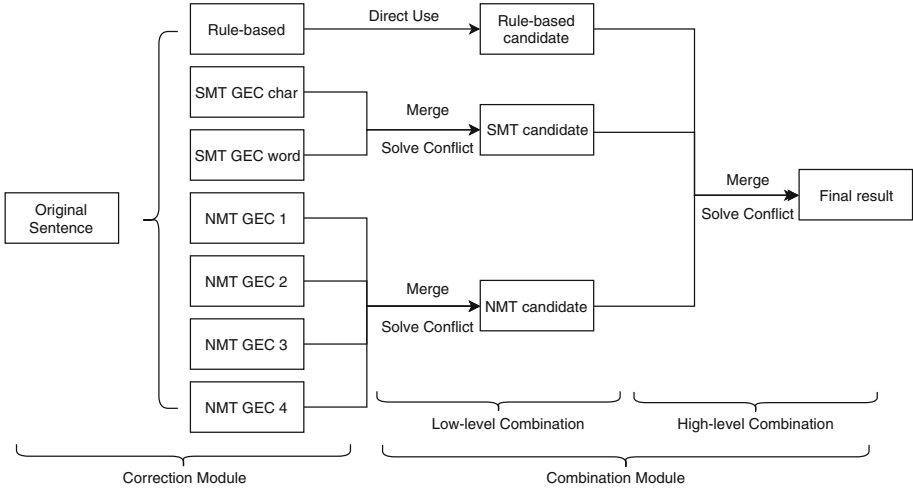 Rule-based
Direct Use
Rule-based
candidate
SMT GEC char
SMT GEC word
Merge
Solve Conflict
SMT candidate
Original
Sentence
NMT GEC 1
NMT GEC 2
NMT GEC 3
NMT GEC 4
Merge
Solve Conflict
NMT candidate
Merge
Solve Conflict
Final result
Low-level Combination
High-level Combination
Correction Module
Combination Module